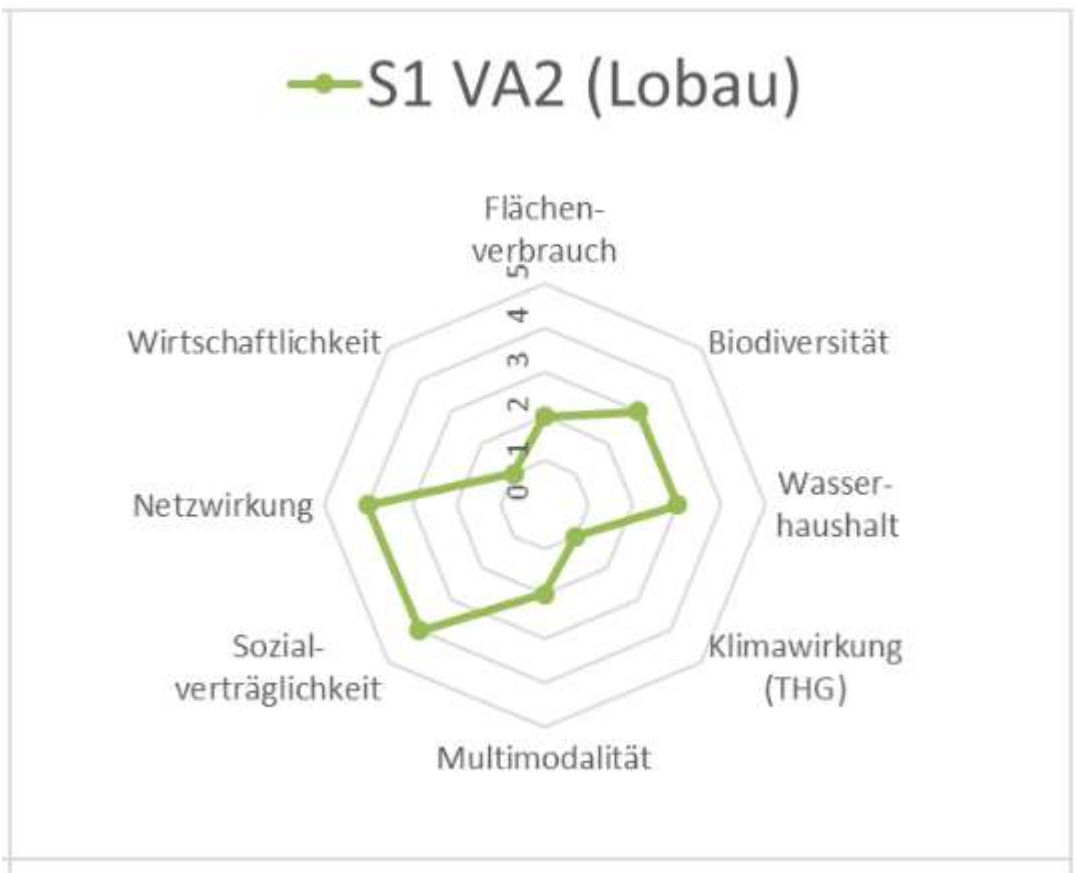 S1 VA2 (Lobau)
Flächen-
verbrauch
5
4
3
2
1
0
Wirtschaftlichkeit
Biodiversität
Netzwirkung
Wasser-
haushalt
Sozial-
verträglichkeit
Klimawirkung
(THG)
Multimodalität